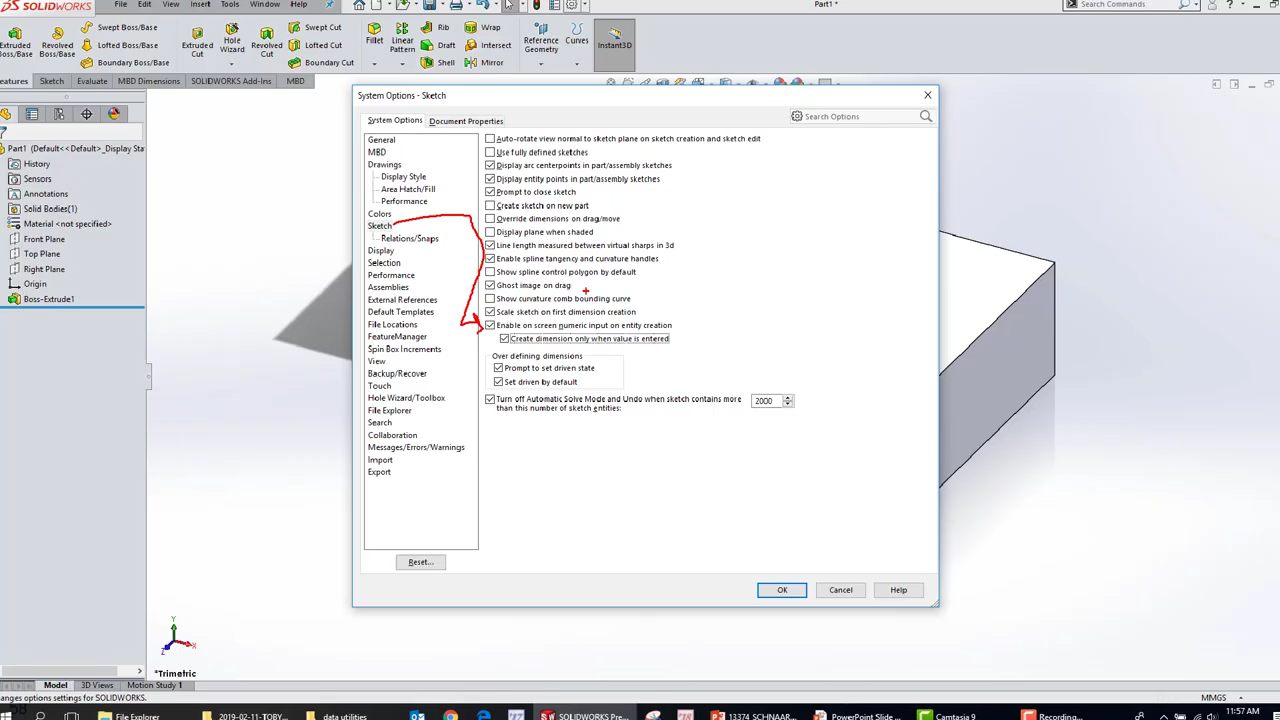 SOLIDWORKS
File Edit View Insert Tools Window Help
Part1 *
Search Commands
Extruded Boss/Base
Revolved Boss/Base
Swept Boss/Base
Lofted Boss/Base
Boundary Boss/Base
Extruded Cut
Hole Wizard
Revolved Cut
Swept Cut
Lofted Cut
Boundary Cut
Fillet
Linear Pattern
Rib
Draft
Shell
Wrap
Intersect
Mirror
Reference Geometry
Curves
Instant3D
eatures Sketch Evaluate MBD Dimensions SOLIDWORKS Add-Ins MBD
Part1 (Default<<Default>_Display Sta
History
Sensors
Annotations
Solid Bodies(1)
Material <not specified>
Front Plane
Top Plane
Right Plane
Origin
Boss-Extrude1
System Options - Sketch
System Options Document Properties
Search Options
General
MBD
Drawings
Display Style
Area Hatch/Fill
Performance
Colors
Sketch
Relations/Snaps
Display
Selection
Performance
Assemblies
External References
Default Templates
File Locations
FeatureManager
Spin Box Increments
View
Backup/Recover
Touch
Hole Wizard/Toolbox
File Explorer
Search
Collaboration
Messages/Errors/Warnings
Import
Export
Reset...
Auto-rotate view normal to sketch plane on sketch creation and sketch edit
Use fully defined sketches
Display arc centerpoints in part/assembly sketches
Display entity points in part/assembly sketches
Prompt to close sketch
Create sketch on new part
Override dimensions on drag/move
Display plane when shaded
Line length measured between virtual sharps in 3d
Enable spline tangency and curvature handles
Show spline control polygon by default
Ghost image on drag
Show curvature comb bounding curve
Scale sketch on first dimension creation
Enable on screen numeric input on entity creation
Create dimension only when value is entered
Over defining dimensions
Prompt to set driven state
Set driven by default
Turn off Automatic Solve Mode and Undo when sketch contains more
than this number of sketch entities:
2000
OK Cancel Help
Y
X
Z
*Trimetric
Model 3D Views Motion Study 1
hanges options settings for SOLIDWORKS.
MMGS
File Explorer
2019-02-11-TOBY...
data utilities
SOLIDWORKS Pre...
13374 SCHNAAR...
PowerPoint Slide ...
Camtasia 9
Recording...
11:57 AM